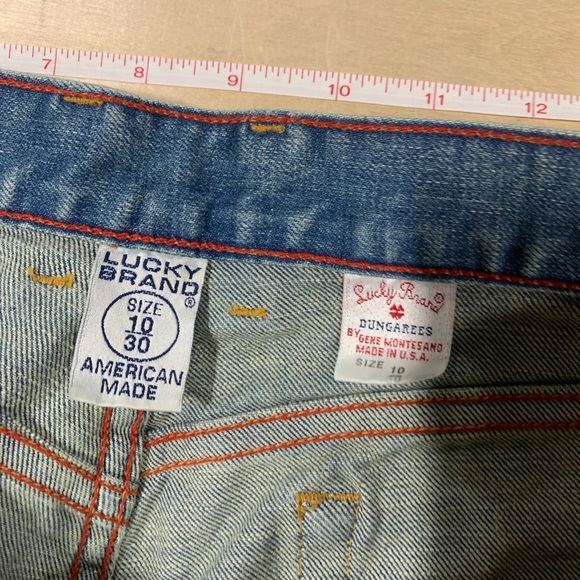 7 8 9 10 11 12
LUCKY
BRAND®
SIZE
10
30
AMERICAN
MADE
Lucky Brand
DUNGAREES
BY GENE MONTESANO
MADE IN U.S.A.
SIZE 10